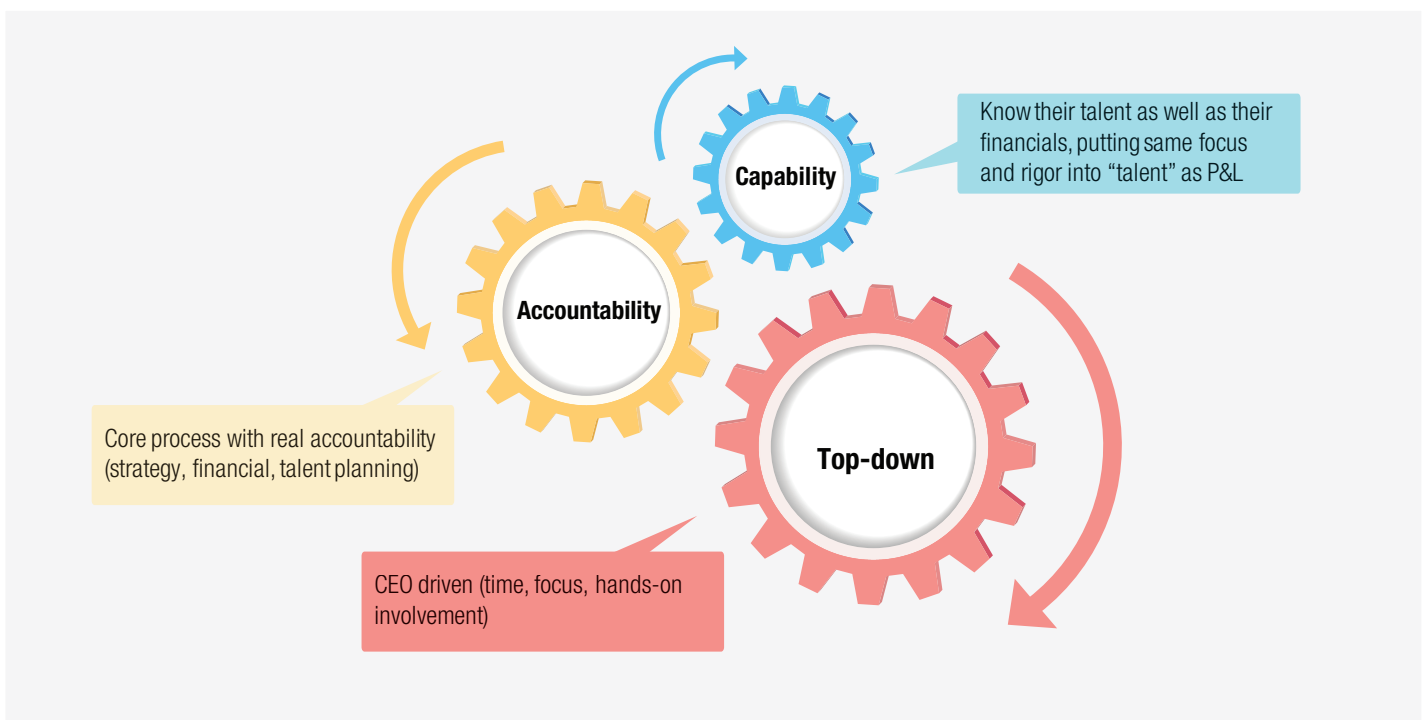 Capability
Know their talent as well as their
financials, putting same focus
and rigor into “talent” as P&L
Accountability
Core process with real accountability
(strategy, financial, talent planning)
Top-down
CEO driven (time, focus, hands-on
involvement)